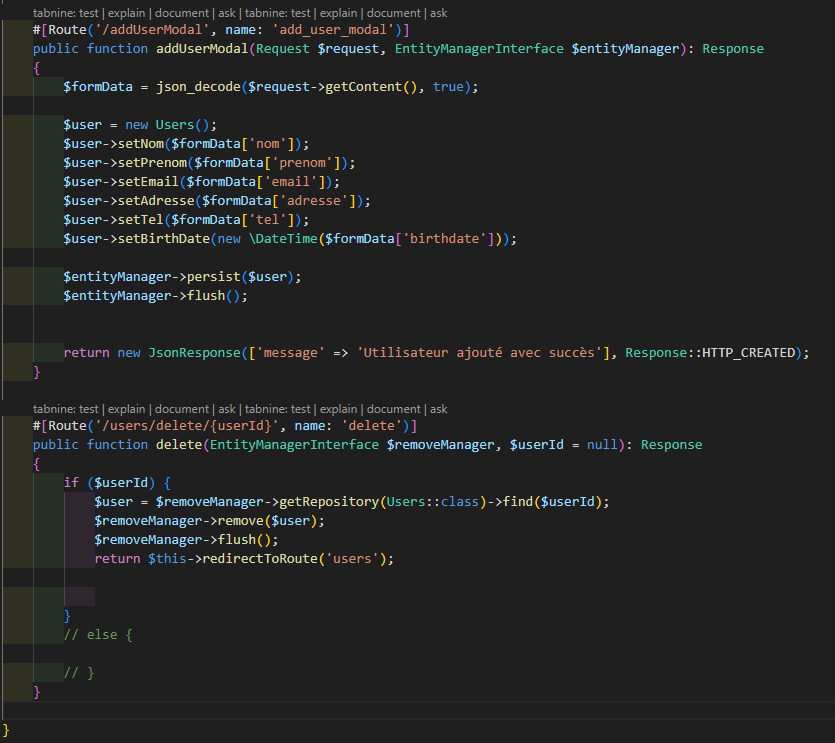 tabnine: test | explain | document | ask | tabnine: test | explain | document | ask
#[Route('/addUserModal', name: 'add_user_modal')]
public function addUserModal(Request $request, EntityManagerInterface $entityManager): Response
{
    $formData = json_decode($request->getContent(), true);

    $user = new Users();
    $user->setNom($formData['nom']);
    $user->setPrenom($formData['prenom']);
    $user->setEmail($formData['email']);
    $user->setAdresse($formData['adresse']);
    $user->setTel($formData['tel']);
    $user->setBirthDate(new \DateTime($formData['birthdate']));

    $entityManager->persist($user);
    $entityManager->flush();


    return new JsonResponse(['message' => 'Utilisateur ajouté avec succès'], Response::HTTP_CREATED);
}

tabnine: test | explain | document | ask | tabnine: test | explain | document | ask
#[Route('/users/delete/{userId}', name: 'delete')]
public function delete(EntityManagerInterface $removeManager, $userId = null): Response
{
    if ($userId) {
        $user = $removeManager->getRepository(Users::class)->find($userId);
        $removeManager->remove($user);
        $removeManager->flush();
        return $this->redirectToRoute('users');


    }
    // else {

    // }
}

}